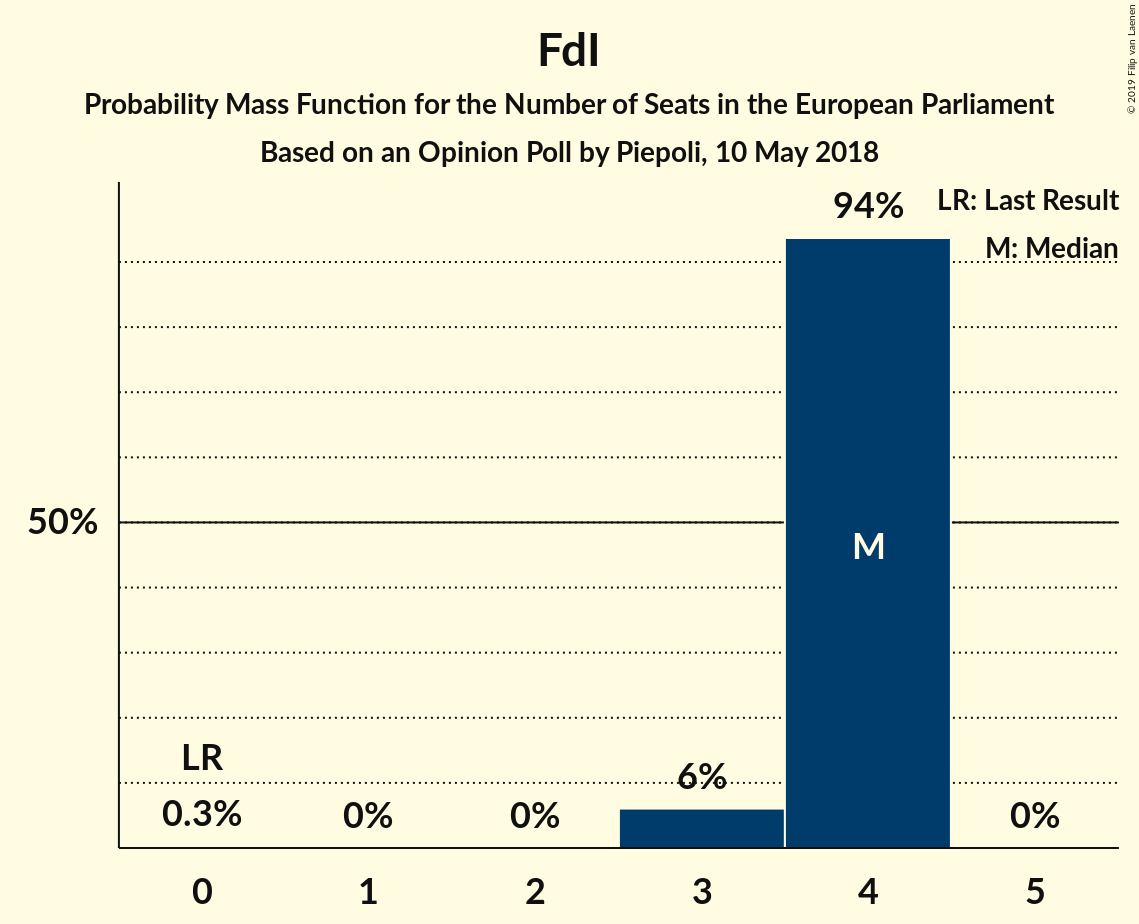 FdI
Probability Mass Function for the Number of Seats in the European Parliament
Based on an Opinion Poll by Piepoli, 10 May 2018
© 2019 Filip van Laenen
LR: Last Result
M: Median
94%
50%
M
LR
6%
0.3%
0%
0%
0%
0
1
2
3
4
5